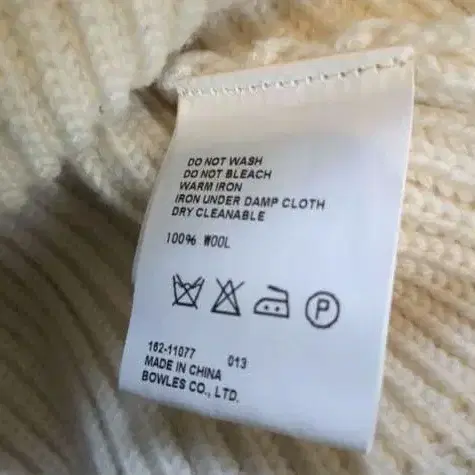 DO NOT WASH
DO NOT BLEACH
WARM IRON
IRON UNDER DAMP CLOTH
DRY CLEANABLE
100% WOOL
P
162-11077 013
MADE IN CHINA
BOWLES CO., LTD.